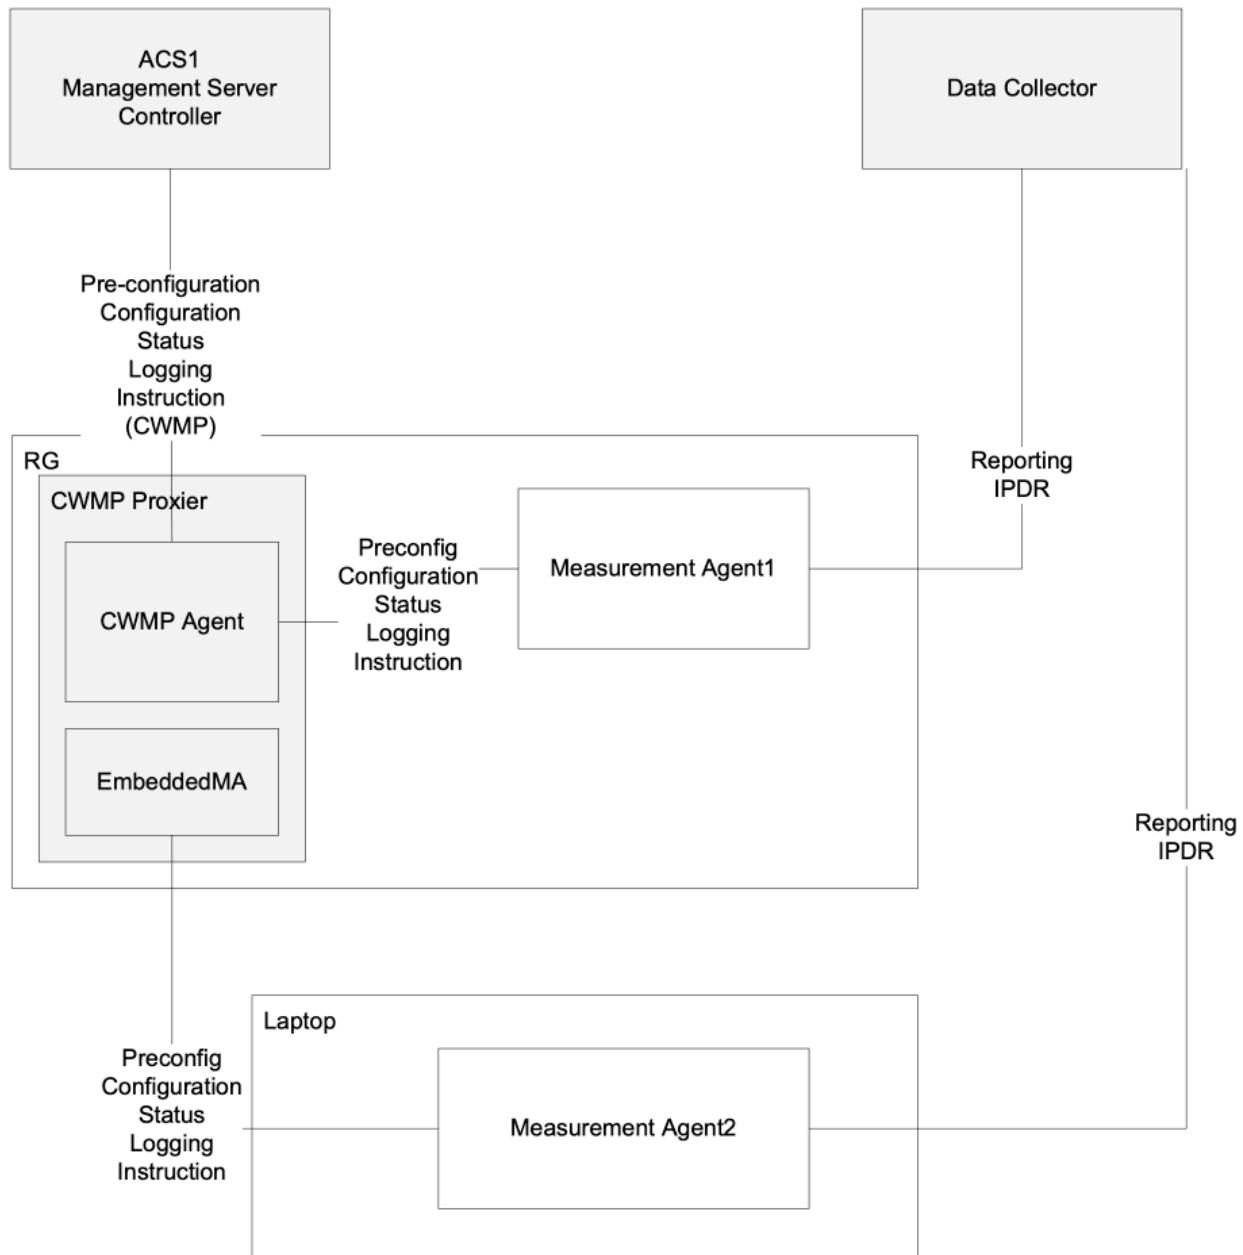 ACS1
Management Server
Controller
Data Collector
Pre-configuration
Configuration
Status
Logging
Instruction
(CWMP)
RG
CWMP Proxier
CWMP Agent
EmbeddedMA
Preconfig
Configuration
Status
Logging
Instruction
Measurement Agent1
Reporting
IPDR
Reporting
IPDR
Laptop
Preconfig
Configuration
Status
Logging
Instruction
Measurement Agent2